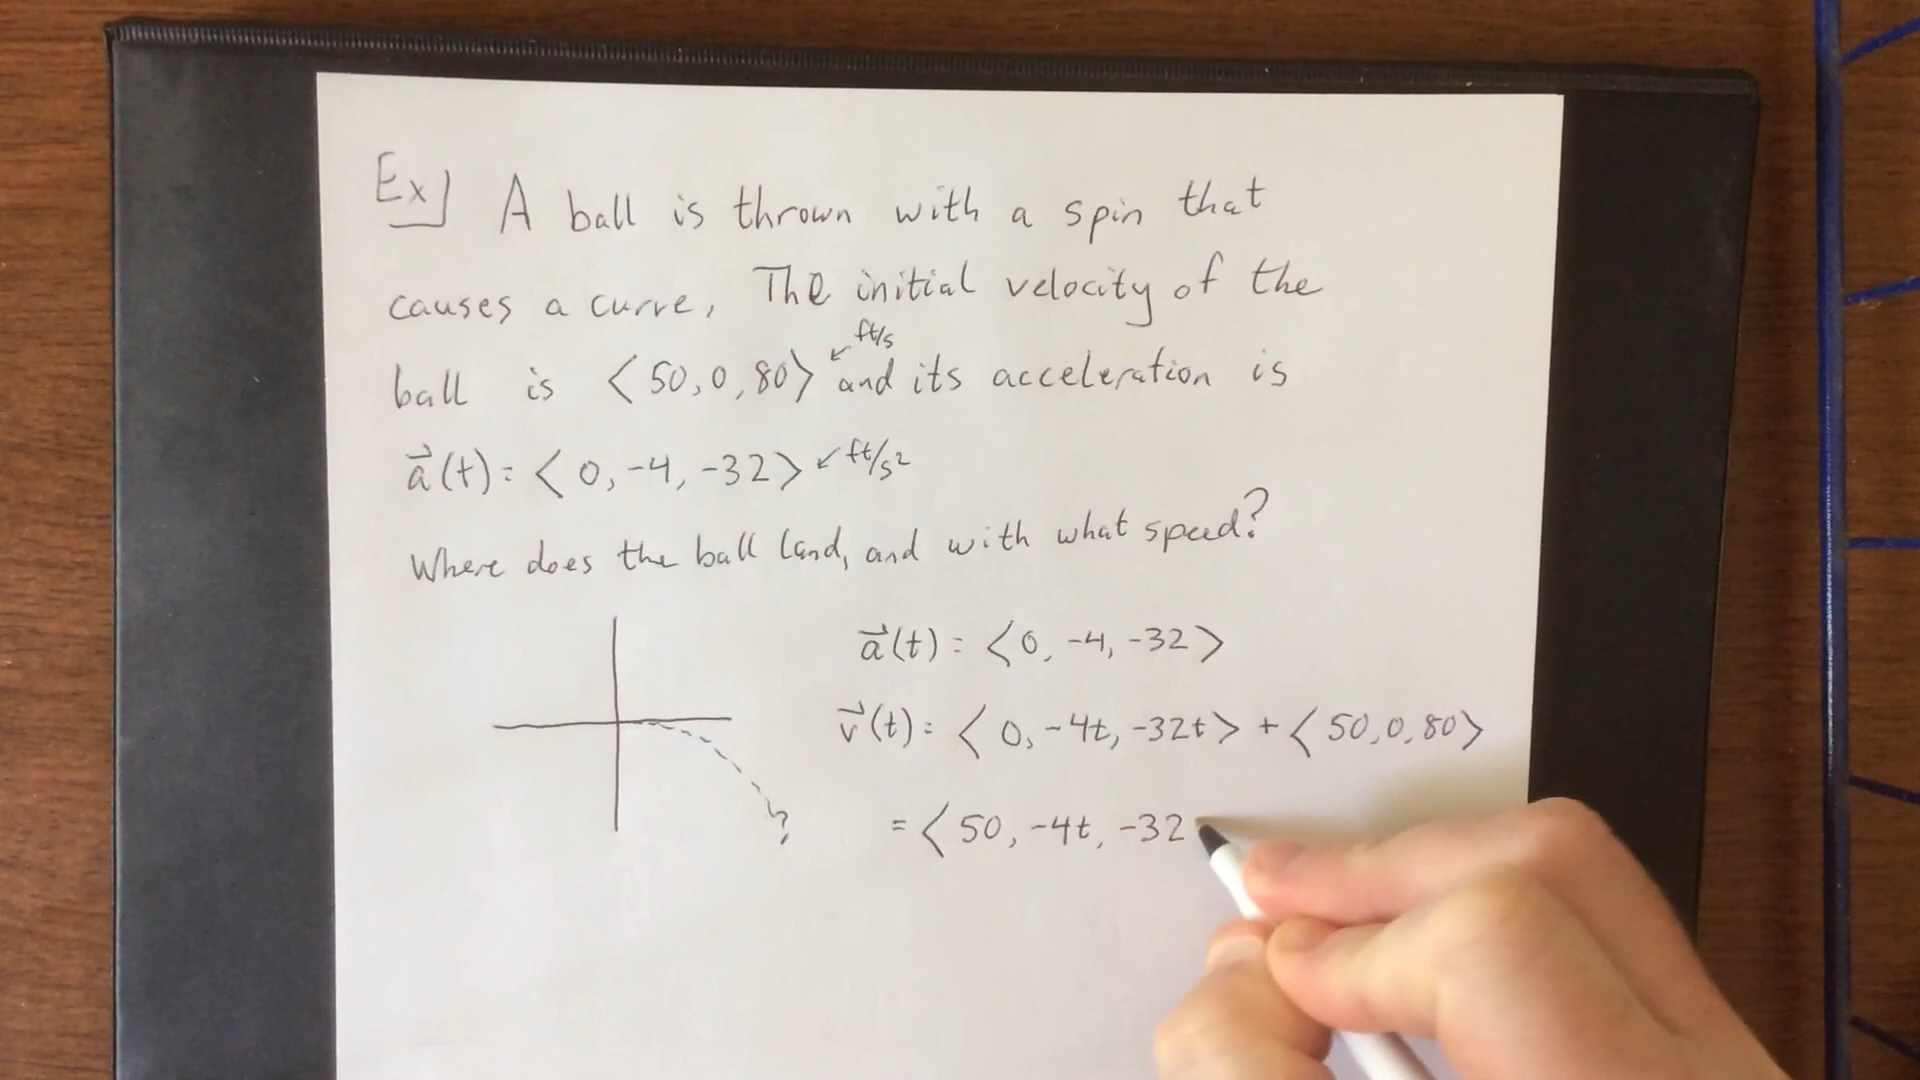 Ex] A ball is thrown with a spin that
causes a curve. The initial velocity of the
ft/s
ball is <50,0,80> and its acceleration is
a⃗(t) = <0, -4, -32> ↙ ft/s²
Where does the ball land, and with what speed?
a⃗(t) = <0, -4, -32>
v⃗(t) = <0, -4t, -32t> + <50,0,80>
= <50, -4t, -32
?